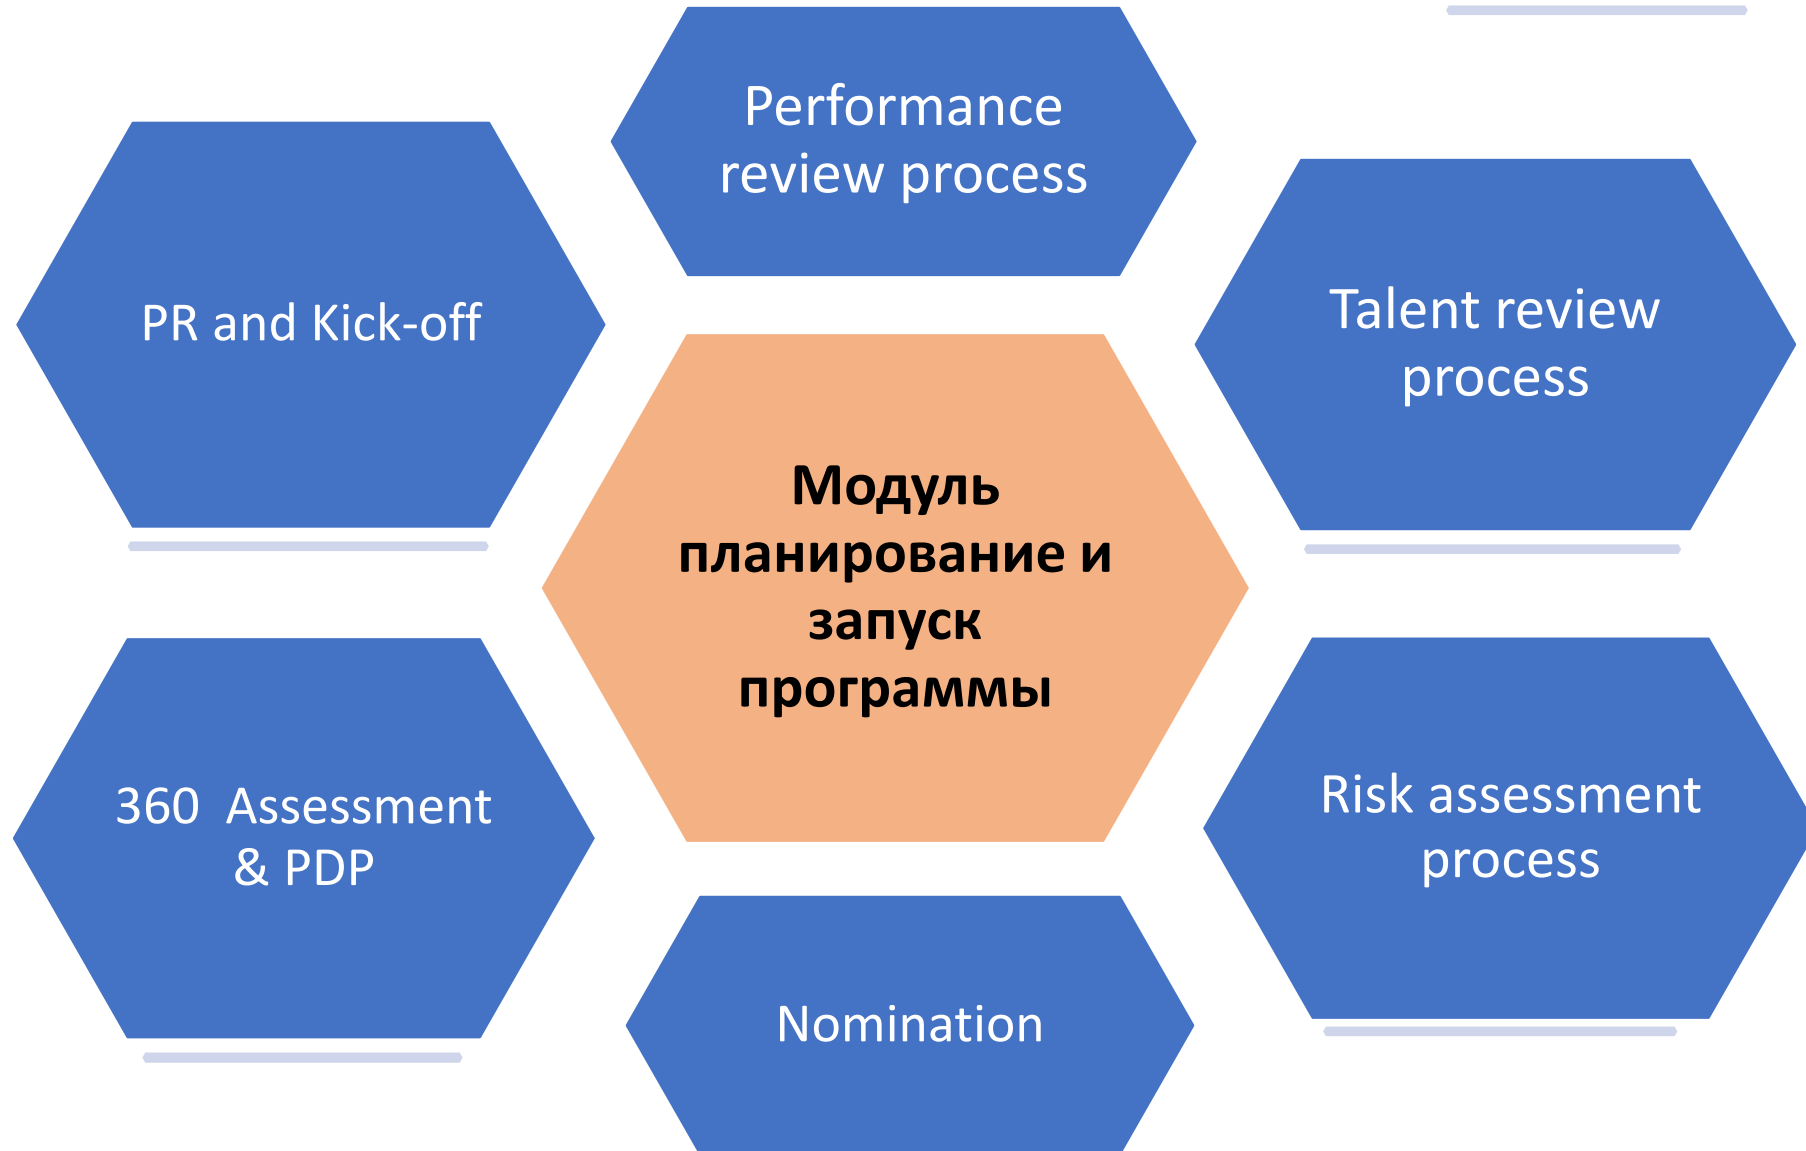 Performance
review process
PR and Kick-off
Talent review
process
Модуль
планирование и
запуск
программы
360  Assessment
& PDP
Risk assessment
process
Nomination